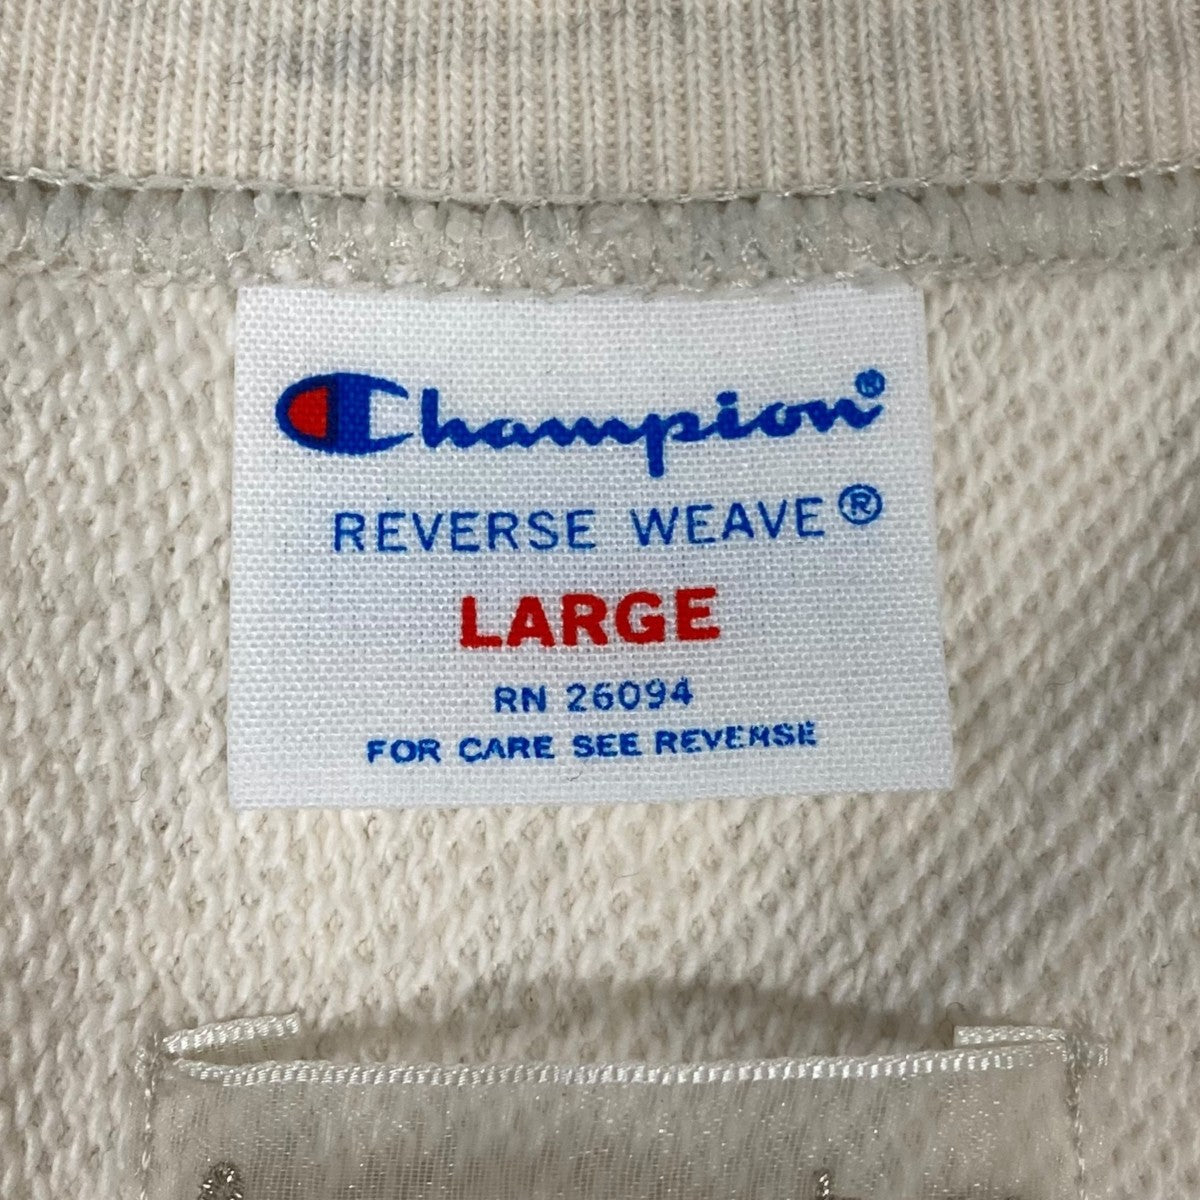 Champion®
REVERSE WEAVE®
LARGE
RN 26094
FOR CARE SEE REVERSE